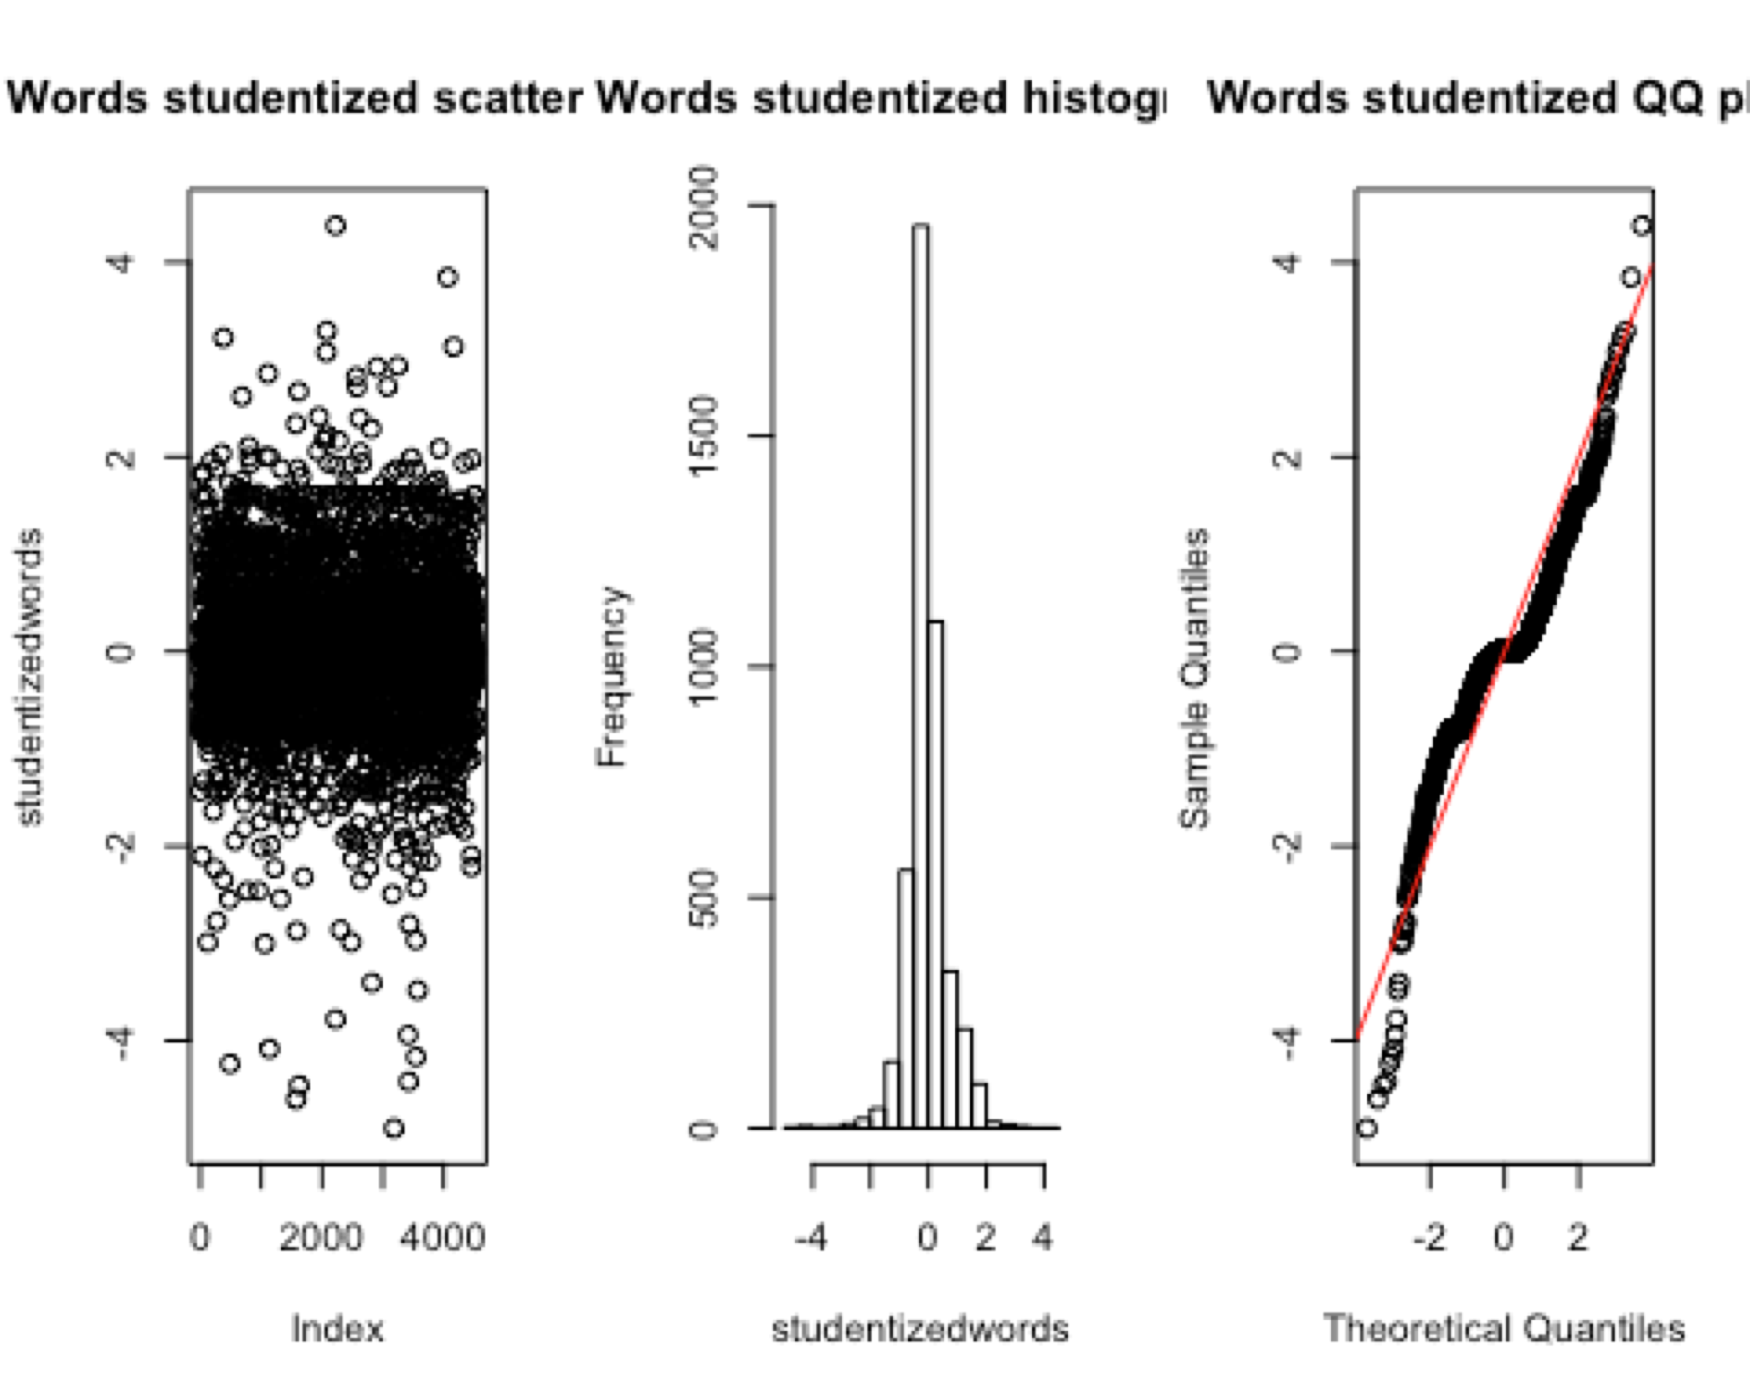 Words studentized scatter
studentizedwords
4
2
0
-2
-4
0 2000 4000
Index
Words studentized histogr
Frequency
2000
1500
1000
500
0
-4 0 2 4
studentizedwords
Words studentized QQ pl
Sample Quantiles
4
2
0
-2
-4
-2 0 2
Theoretical Quantiles